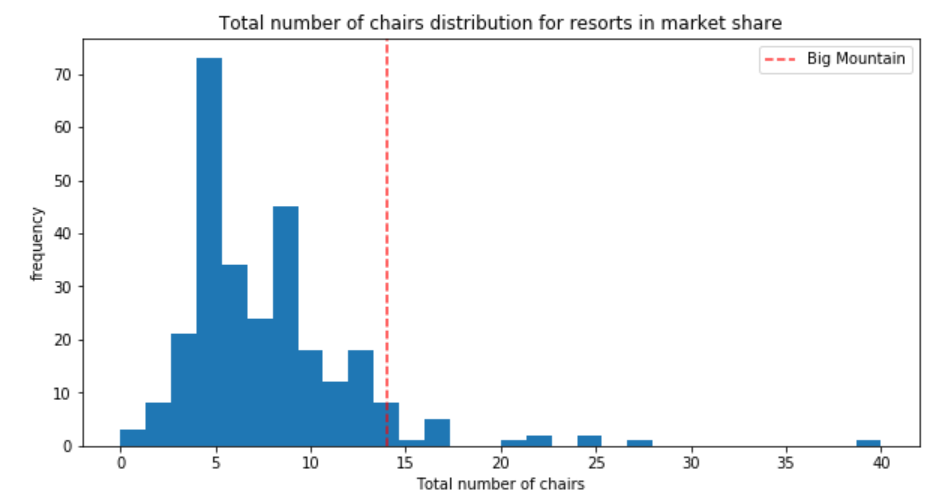 Total number of chairs distribution for resorts in market share
Big Mountain
frequency
70
60
50
40
30
20
10
0
0 5 10 15 20 25 30 35 40
Total number of chairs